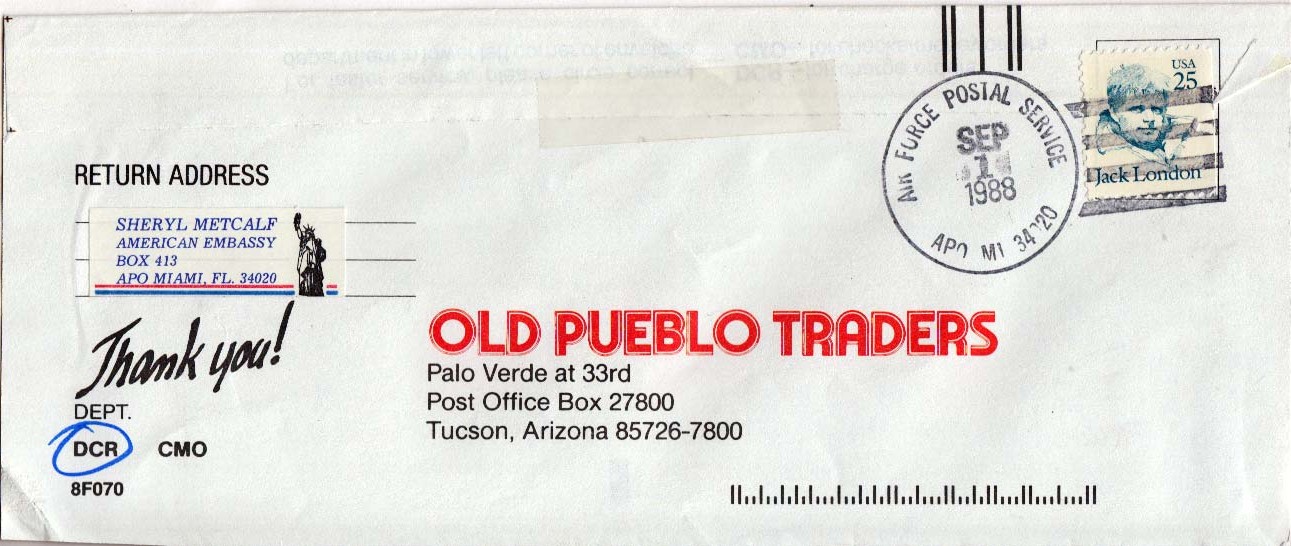 RETURN ADDRESS
SHERYL METCALF
AMERICAN EMBASSY
BOX 413
APO MIAMI, FL. 34020
Thank you!
DEPT.
DCR CMO
8F070
AIR FORCE POSTAL SERVICE
SEP
1988
APO MI
USA
25
Jack London
OLD PUEBLO TRADERS
Palo Verde at 33rd
Post Office Box 27800
Tucson, Arizona 85726-7800